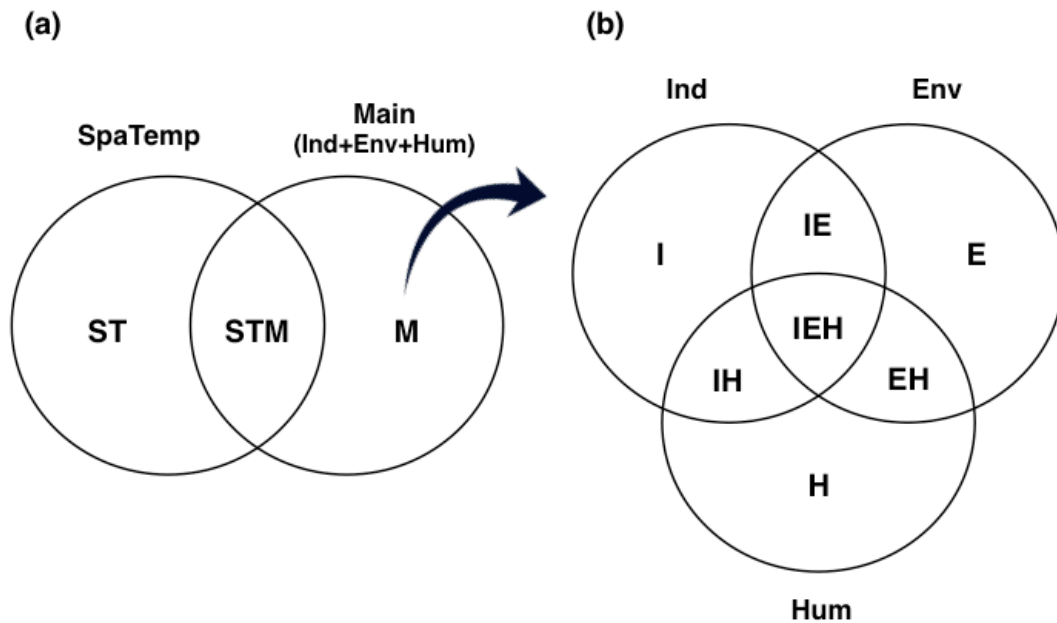 (a)
SpaTemp
Main
(Ind+Env+Hum)
ST
STM
M
(b)
Ind
Env
I
IE
E
IEH
IH
EH
H
Hum